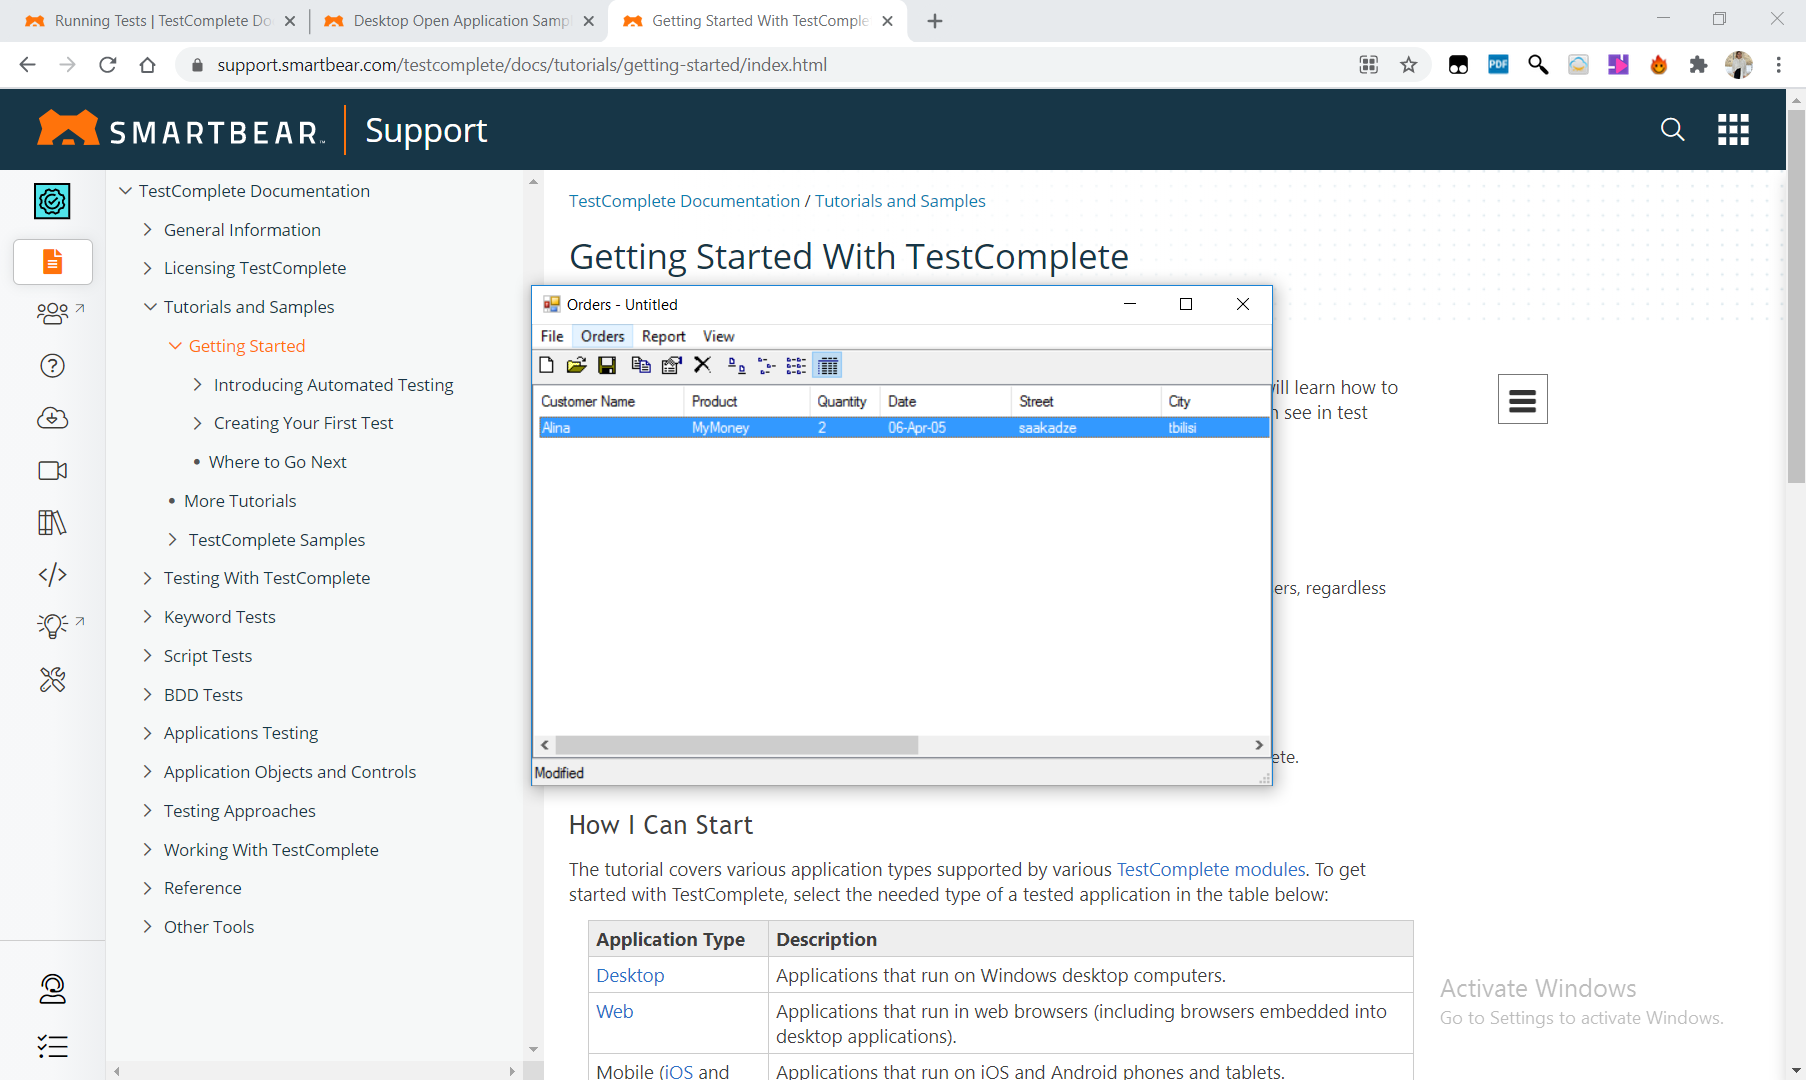 Running Tests | TestComplete Do
Desktop Open Application Samp
Getting Started With TestComple
support.smartbear.com/testcomplete/docs/tutorials/getting-started/index.html
PDF
SMARTBEAR
Support
TestComplete Documentation
General Information
Licensing TestComplete
Tutorials and Samples
Getting Started
Introducing Automated Testing
Creating Your First Test
Where to Go Next
More Tutorials
TestComplete Samples
Testing With TestComplete
Keyword Tests
Script Tests
BDD Tests
Applications Testing
Application Objects and Controls
Testing Approaches
Working With TestComplete
Reference
Other Tools
TestComplete Documentation / Tutorials and Samples
Getting Started With TestComplete
Orders - Untitled
File Orders Report View
Customer Name Product Quantity Date Street City
Alina MyMoney 2 06-Apr-05 saakadze tbilisi
Modified
ill learn how to
see in test
ers, regardless
ete.
How I Can Start
The tutorial covers various application types supported by various TestComplete modules. To get
started with TestComplete, select the needed type of a tested application in the table below:
Application Type Description
Desktop Applications that run on Windows desktop computers.
Web Applications that run in web browsers (including browsers embedded into
desktop applications).
Mobile (iOS and Applications that run on iOS and Android phones and tablets.
Activate Windows
Go to Settings to activate Windows.